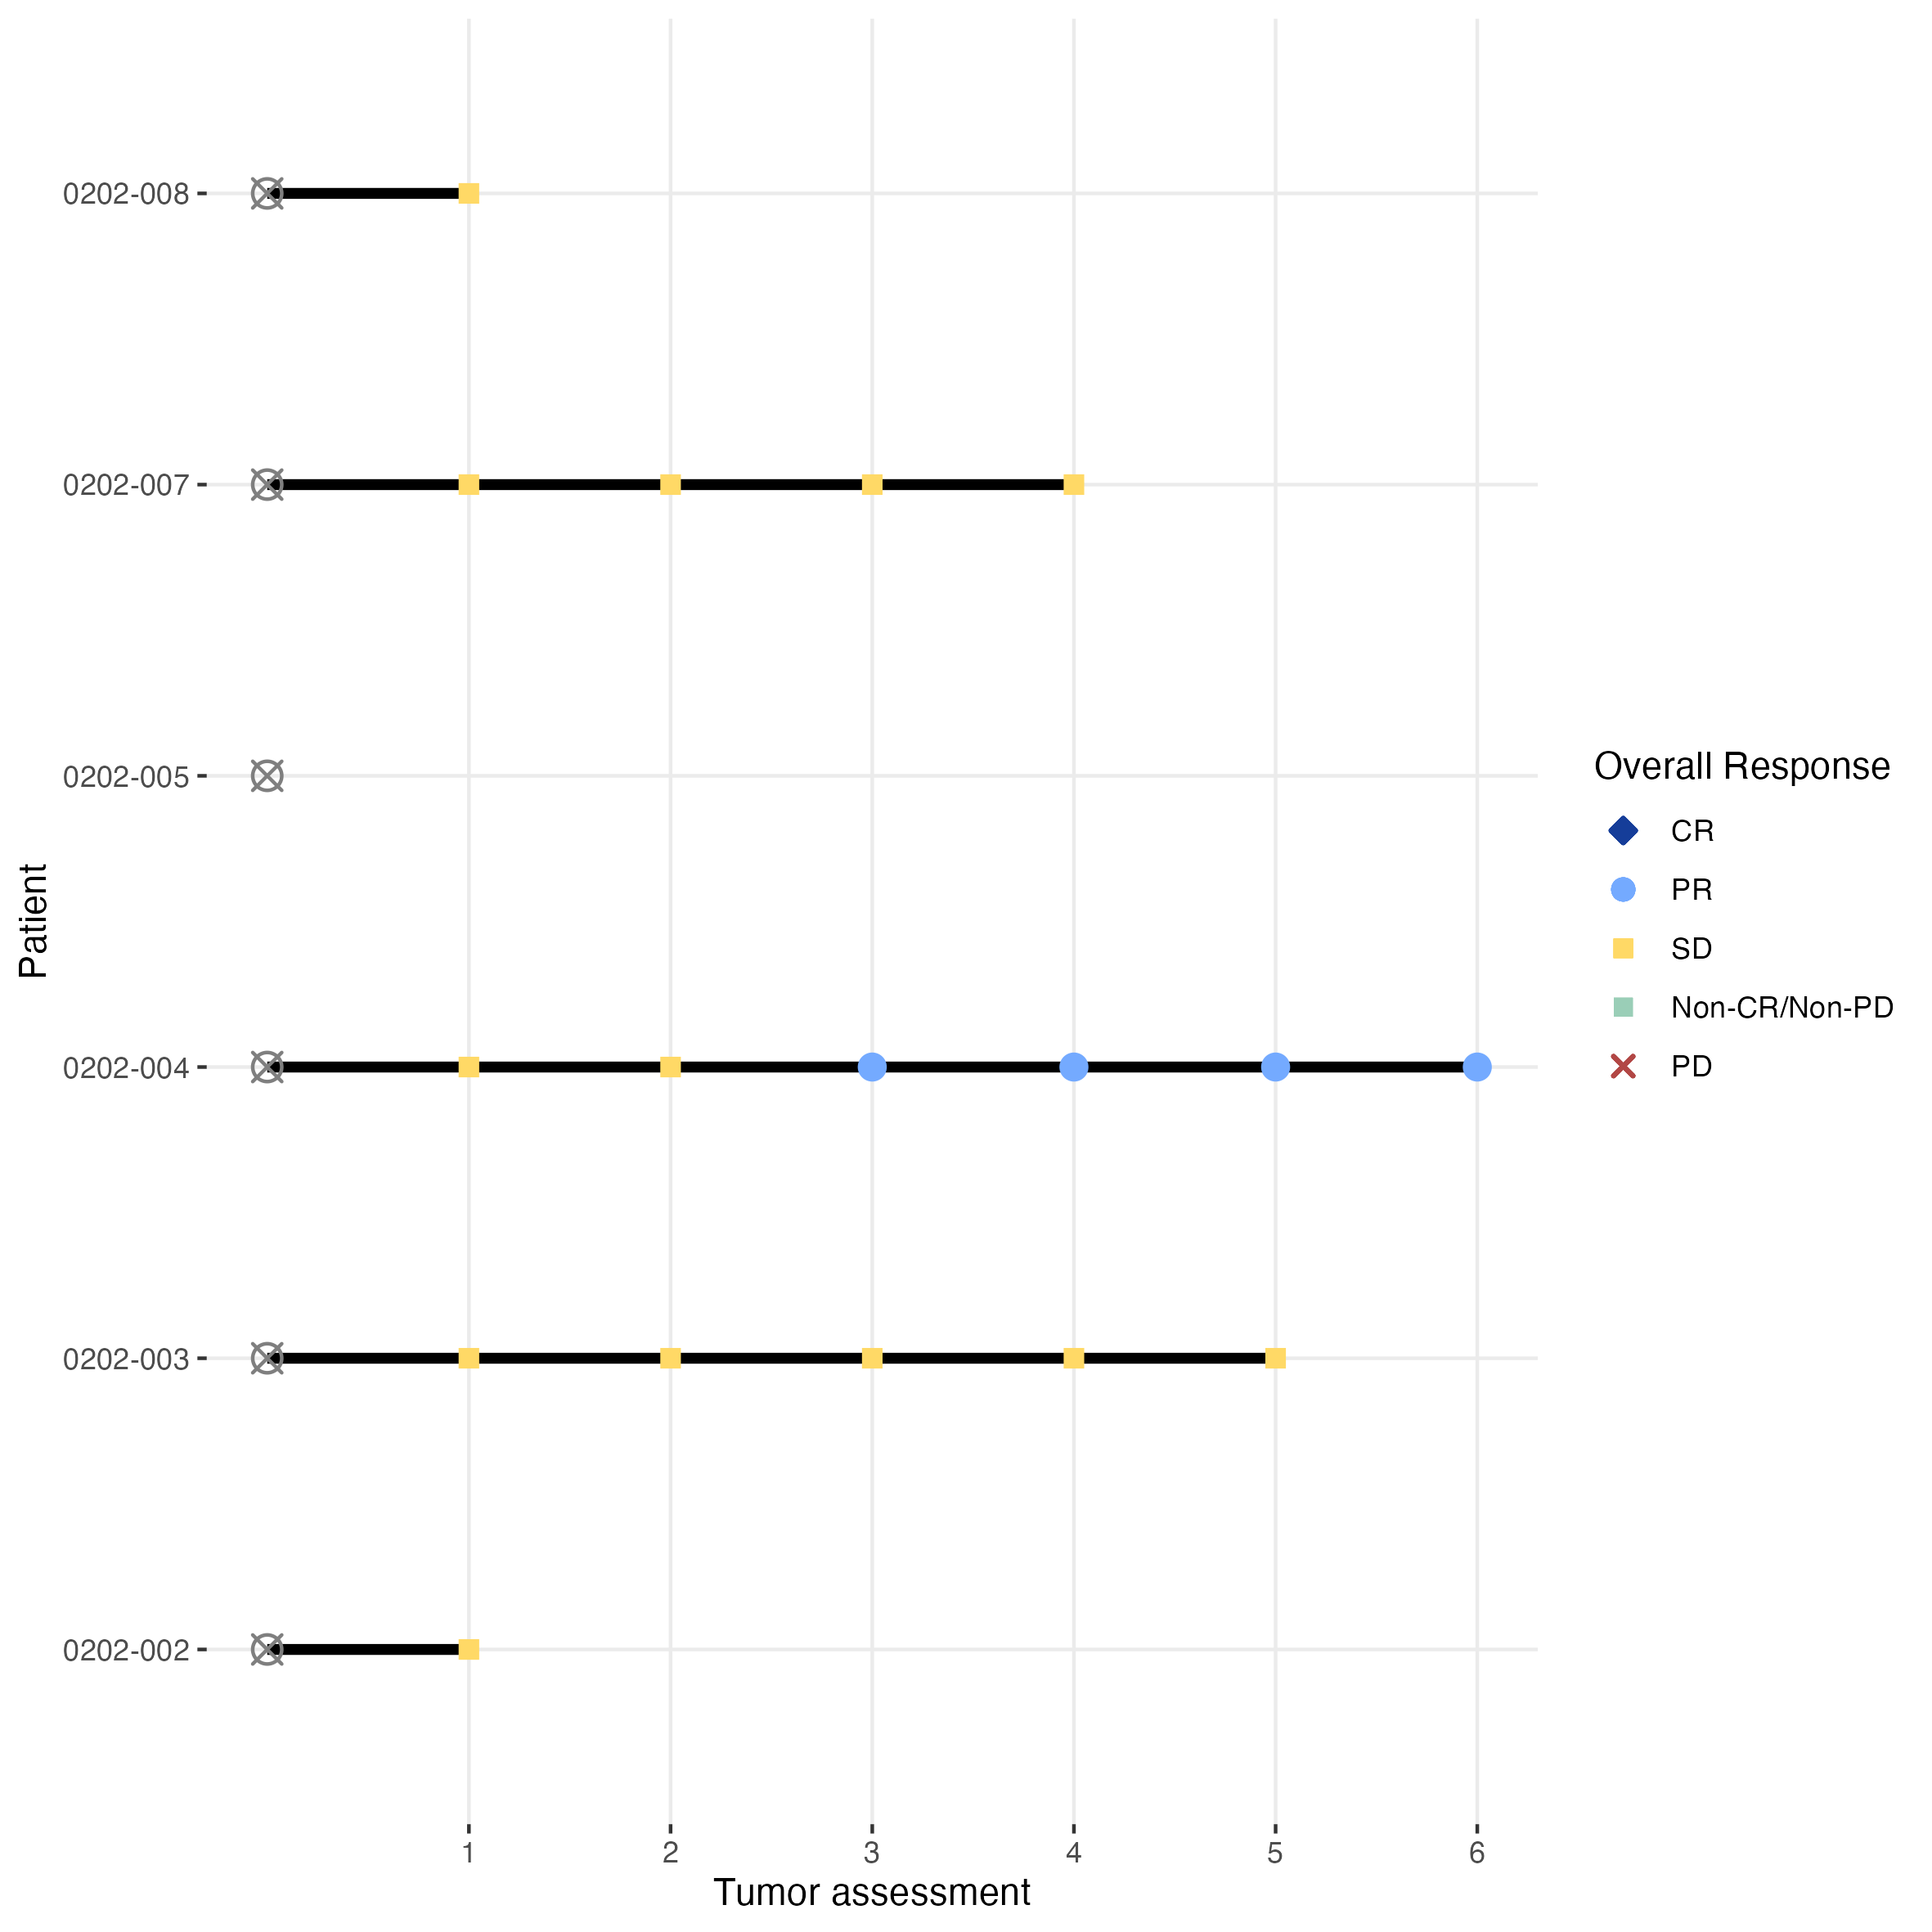 0202-008
0202-007
0202-005
0202-004
0202-003
0202-002
Patient
1 2 3 4 5 6
Tumor assessment
Overall Response
CR
PR
SD
Non-CR/Non-PD
PD